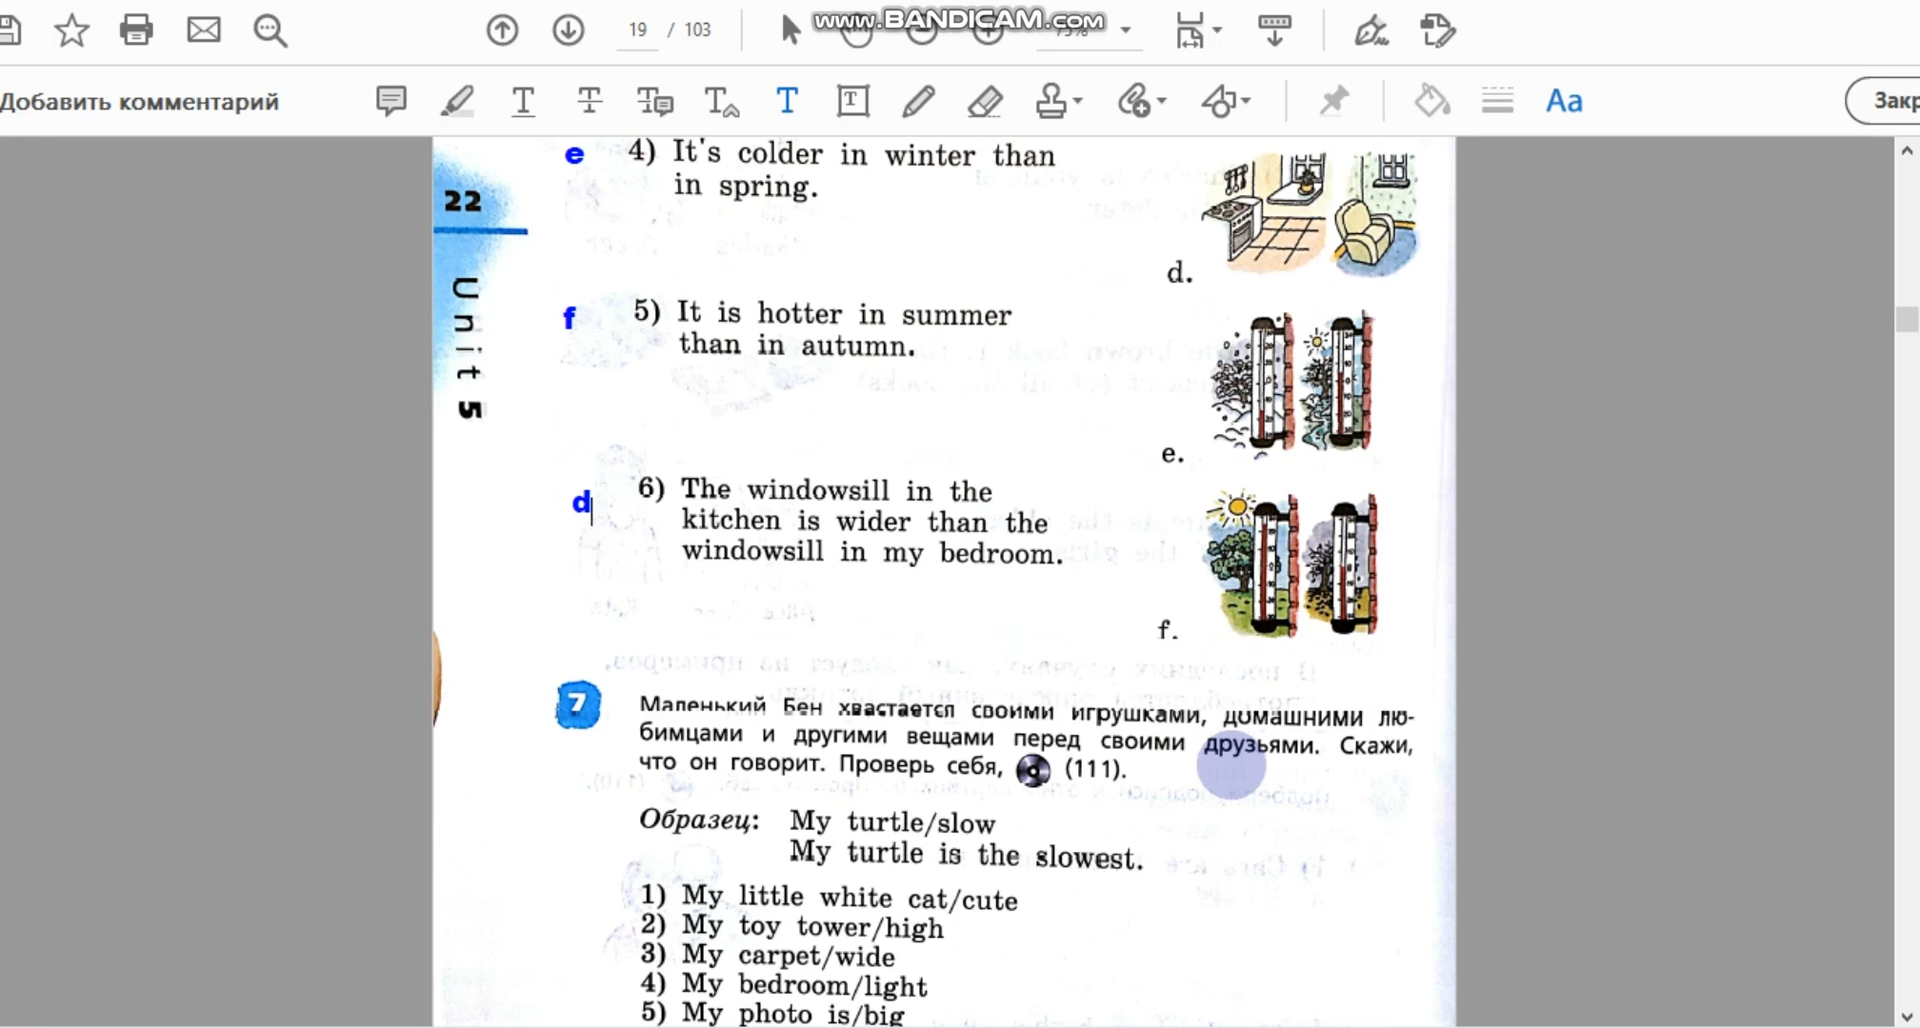 www.BANDICAM.com
19 / 103
75%
Добавить комментарий
Aa
Закр
22
Unit 5
e
4) It's colder in winter than
in spring.
d.
f
5) It is hotter in summer
than in autumn.
e.
d
6) The windowsill in the
kitchen is wider than the
windowsill in my bedroom.
f.
7
Маленький Бен хвастается своими игрушками, домашними лю-
бимцами и другими вещами перед своими друзьями. Скажи,
что он говорит. Проверь себя, (111).
Образец: My turtle/slow
My turtle is the slowest.
1) My little white cat/cute
2) My toy tower/high
3) My carpet/wide
4) My bedroom/light
5) My photo is/big